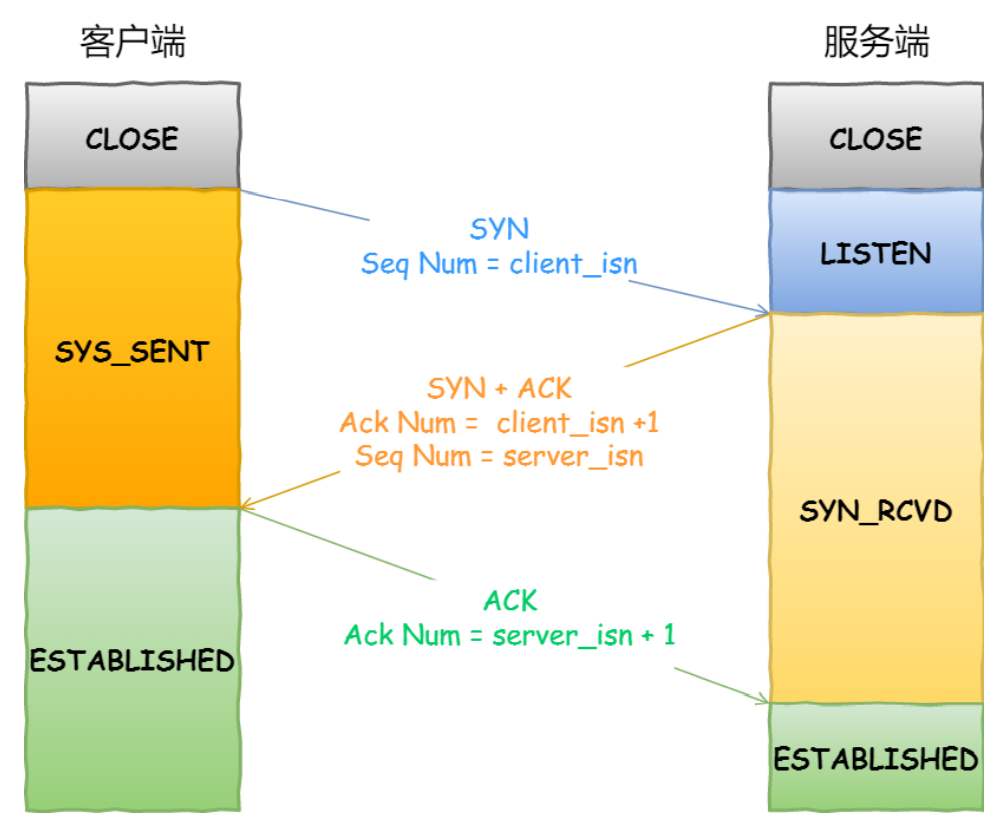 客户端
服务端
CLOSE
CLOSE
SYN
Seq Num = client_isn
LISTEN
SYS_SENT
SYN + ACK
Ack Num = client_isn +1
Seq Num = server_isn
SYN_RCVD
ACK
Ack Num = server_isn + 1
ESTABLISHED
ESTABLISHED